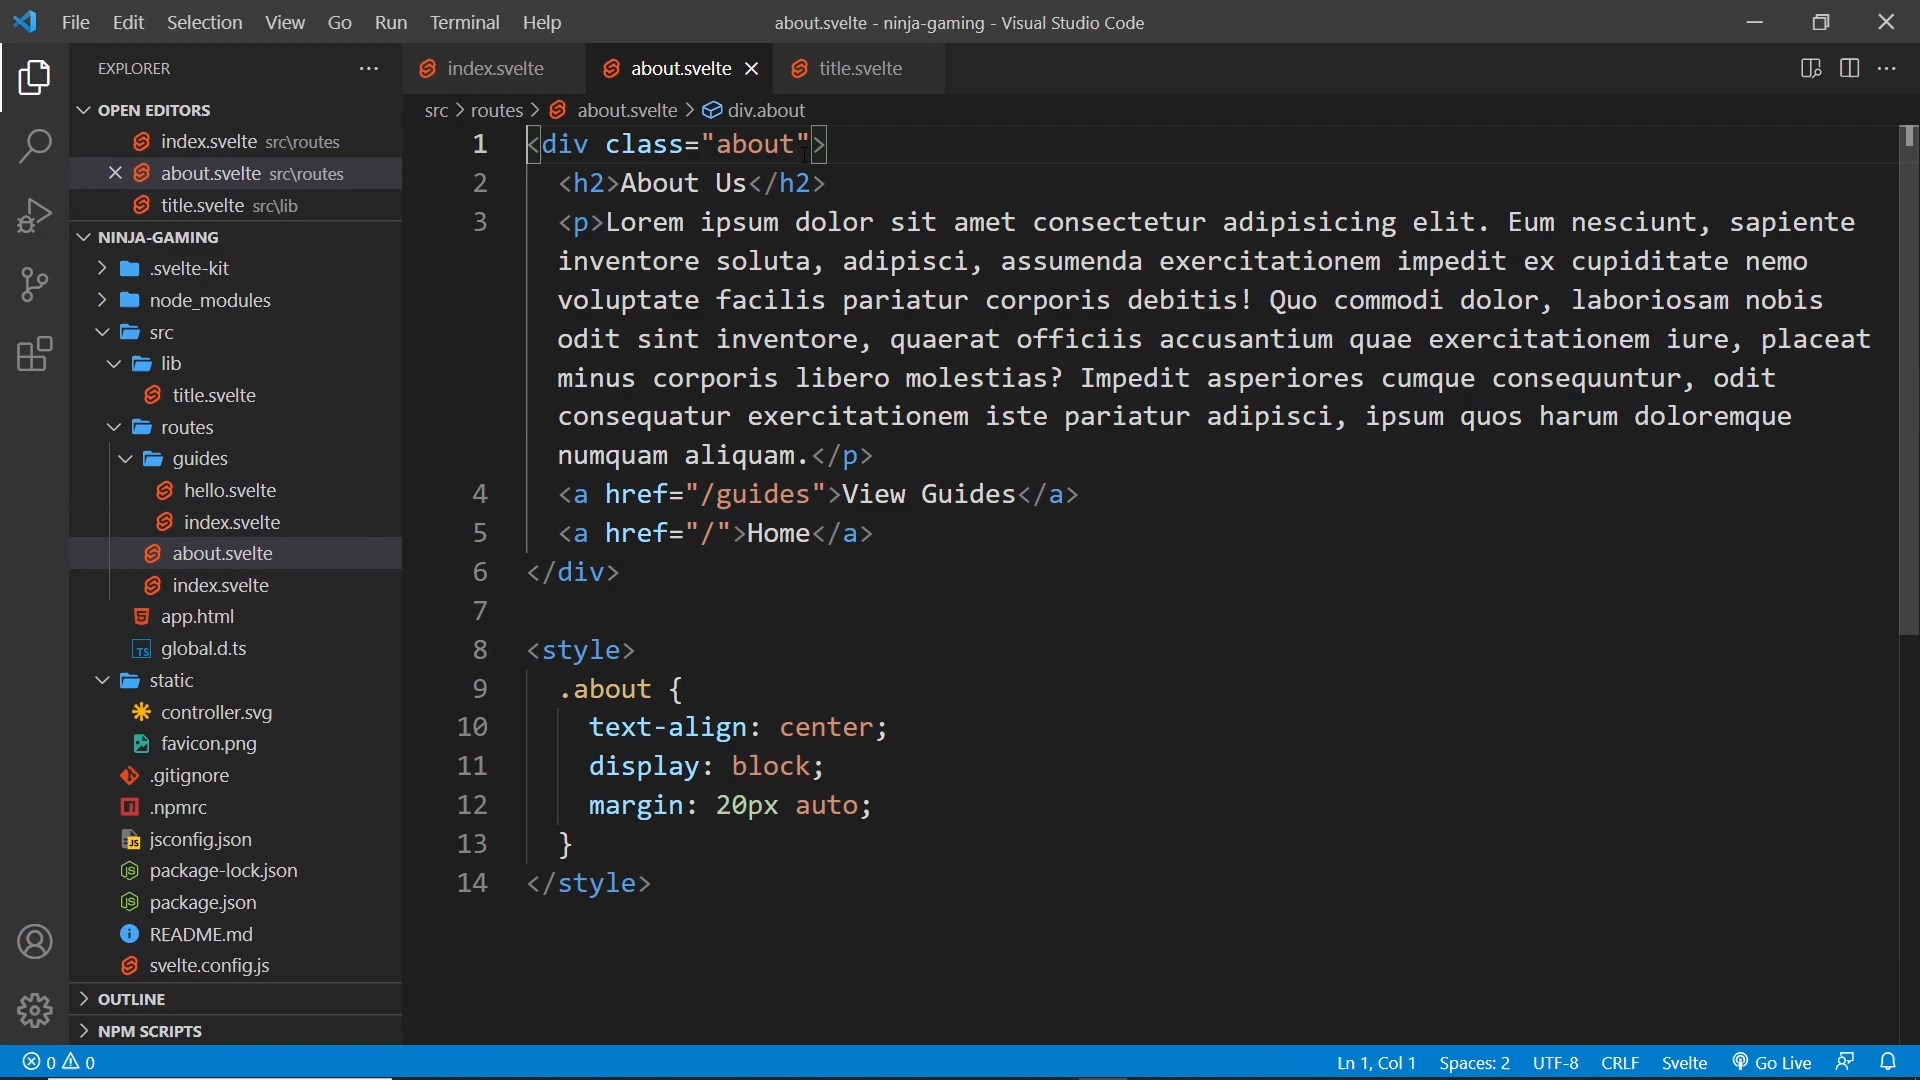 File Edit Selection View Go Run Terminal Help
about.svelte - ninja-gaming - Visual Studio Code
EXPLORER
OPEN EDITORS
index.svelte src\routes
about.svelte src\routes
title.svelte src\lib
NINJA-GAMING
.svelte-kit
node_modules
src
lib
title.svelte
routes
guides
hello.svelte
index.svelte
about.svelte
index.svelte
app.html
global.d.ts
static
controller.svg
favicon.png
.gitignore
.npmrc
jsconfig.json
package-lock.json
package.json
README.md
svelte.config.js
OUTLINE
NPM SCRIPTS
index.svelte about.svelte title.svelte
src > routes > about.svelte > div.about
1 <div class="about">
2 <h2>About Us</h2>
3 <p>Lorem ipsum dolor sit amet consectetur adipisicing elit. Eum nesciunt, sapiente
inventore soluta, adipisci, assumenda exercitationem impedit ex cupiditate nemo
voluptate facilis pariatur corporis debitis! Quo commodi dolor, laboriosam nobis
odit sint inventore, quaerat officiis accusantium quae exercitationem iure, placeat
minus corporis libero molestias? Impedit asperiores cumque consequuntur, odit
consequatur exercitationem iste pariatur adipisci, ipsum quos harum doloremque
numquam aliquam.</p>
4 <a href="/guides">View Guides</a>
5 <a href="/">Home</a>
6 </div>
7
8 <style>
9 .about {
10 text-align: center;
11 display: block;
12 margin: 20px auto;
13 }
14 </style>
0 0
Ln 1, Col 1 Spaces: 2 UTF-8 CRLF Svelte Go Live